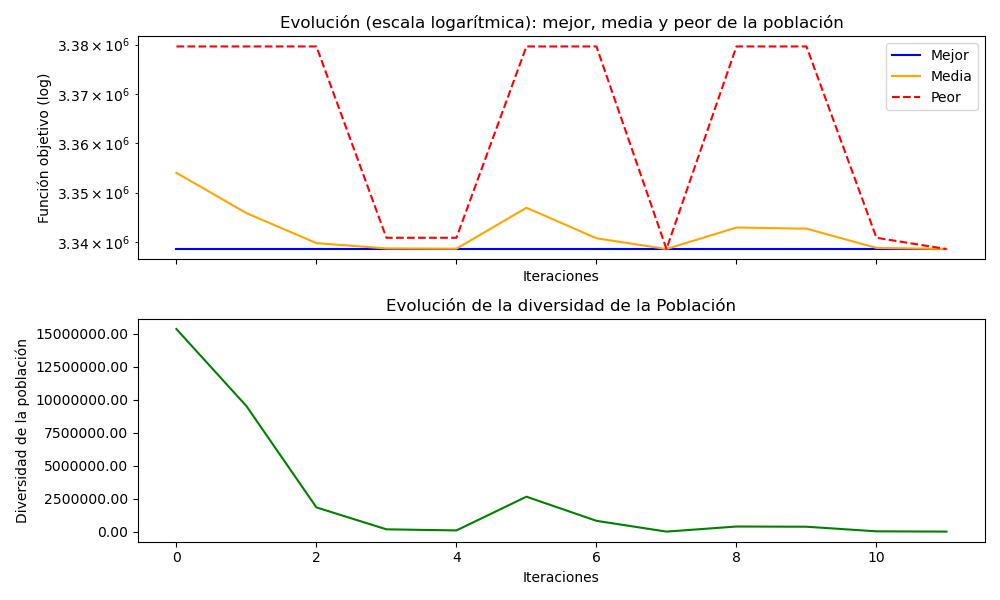 Evolución (escala logarítmica): mejor, media y peor de la población
Función objetivo (log)
3.38 × 10⁶
3.37 × 10⁶
3.36 × 10⁶
3.35 × 10⁶
3.34 × 10⁶
Mejor
Media
Peor
Iteraciones
Evolución de la diversidad de la Población
Diversidad de la población
15000000.00
12500000.00
10000000.00
7500000.00
5000000.00
2500000.00
0.00
0 2 4 6 8 10
Iteraciones